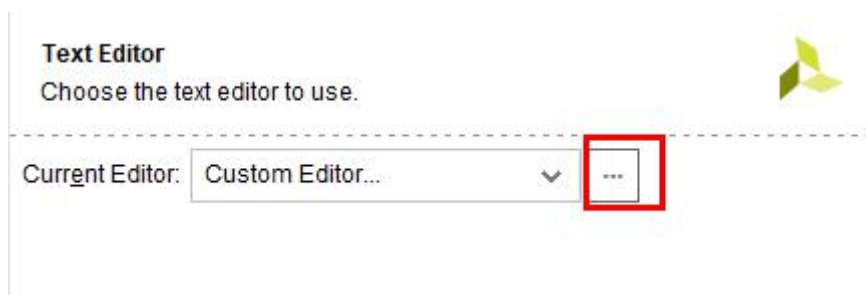 Text Editor
Choose the text editor to use.
Current Editor: Custom Editor... ...